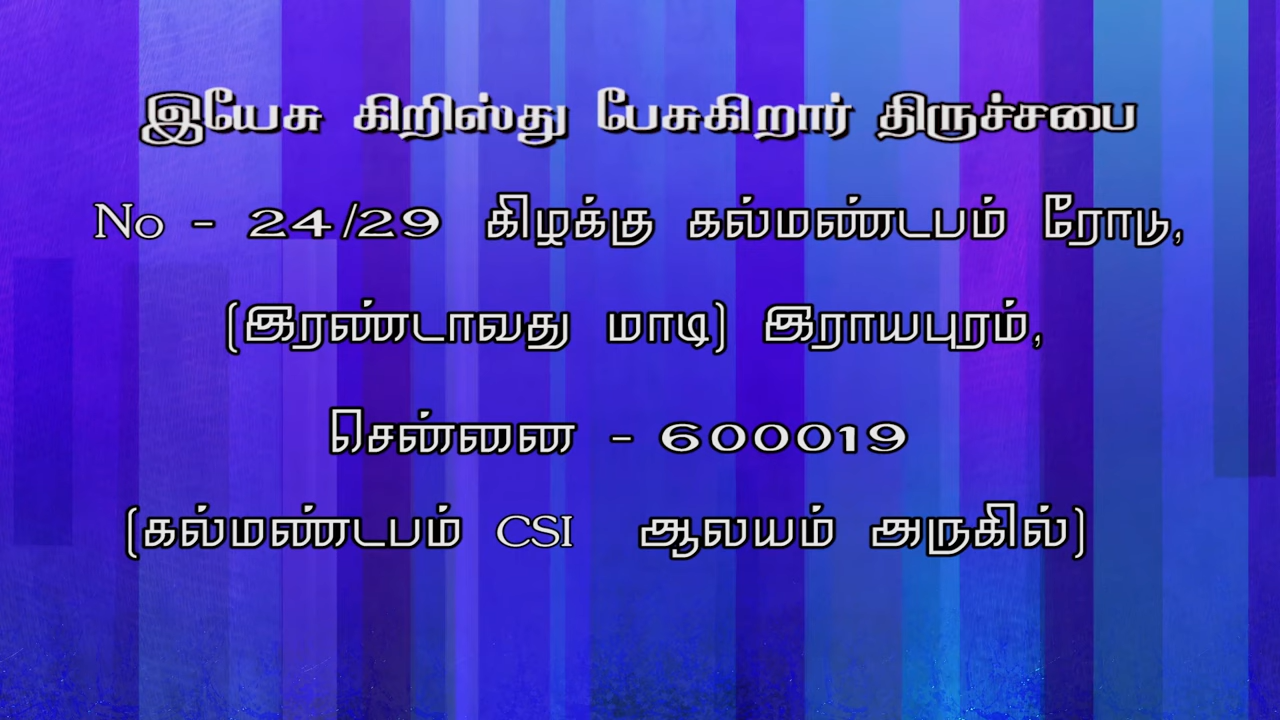 இயேசு கிறிஸ்து பேசுகிறார் திருச்சபை
No - 24/29 கிழக்கு கல்மண்டபம் ரோடு,
(இரண்டாவது மாடி) இராயபுரம்,
சென்னை - 600019
(கல்மண்டபம் CSI ஆலயம் அருகில்)